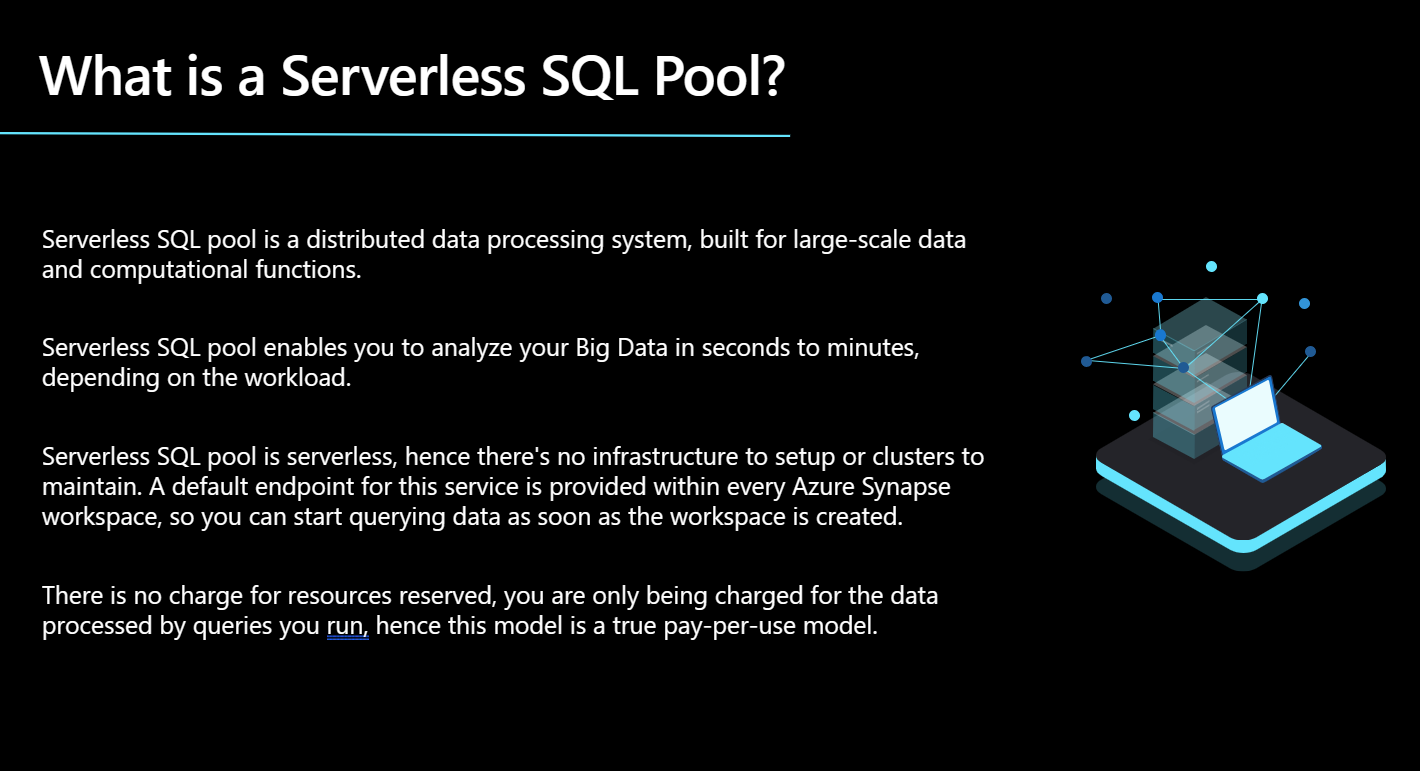 What is a Serverless SQL Pool?
Serverless SQL pool is a distributed data processing system, built for large-scale data
and computational functions.
Serverless SQL pool enables you to analyze your Big Data in seconds to minutes,
depending on the workload.
Serverless SQL pool is serverless, hence there's no infrastructure to setup or clusters to
maintain. A default endpoint for this service is provided within every Azure Synapse
workspace, so you can start querying data as soon as the workspace is created.
There is no charge for resources reserved, you are only being charged for the data
processed by queries you run, hence this model is a true pay-per-use model.